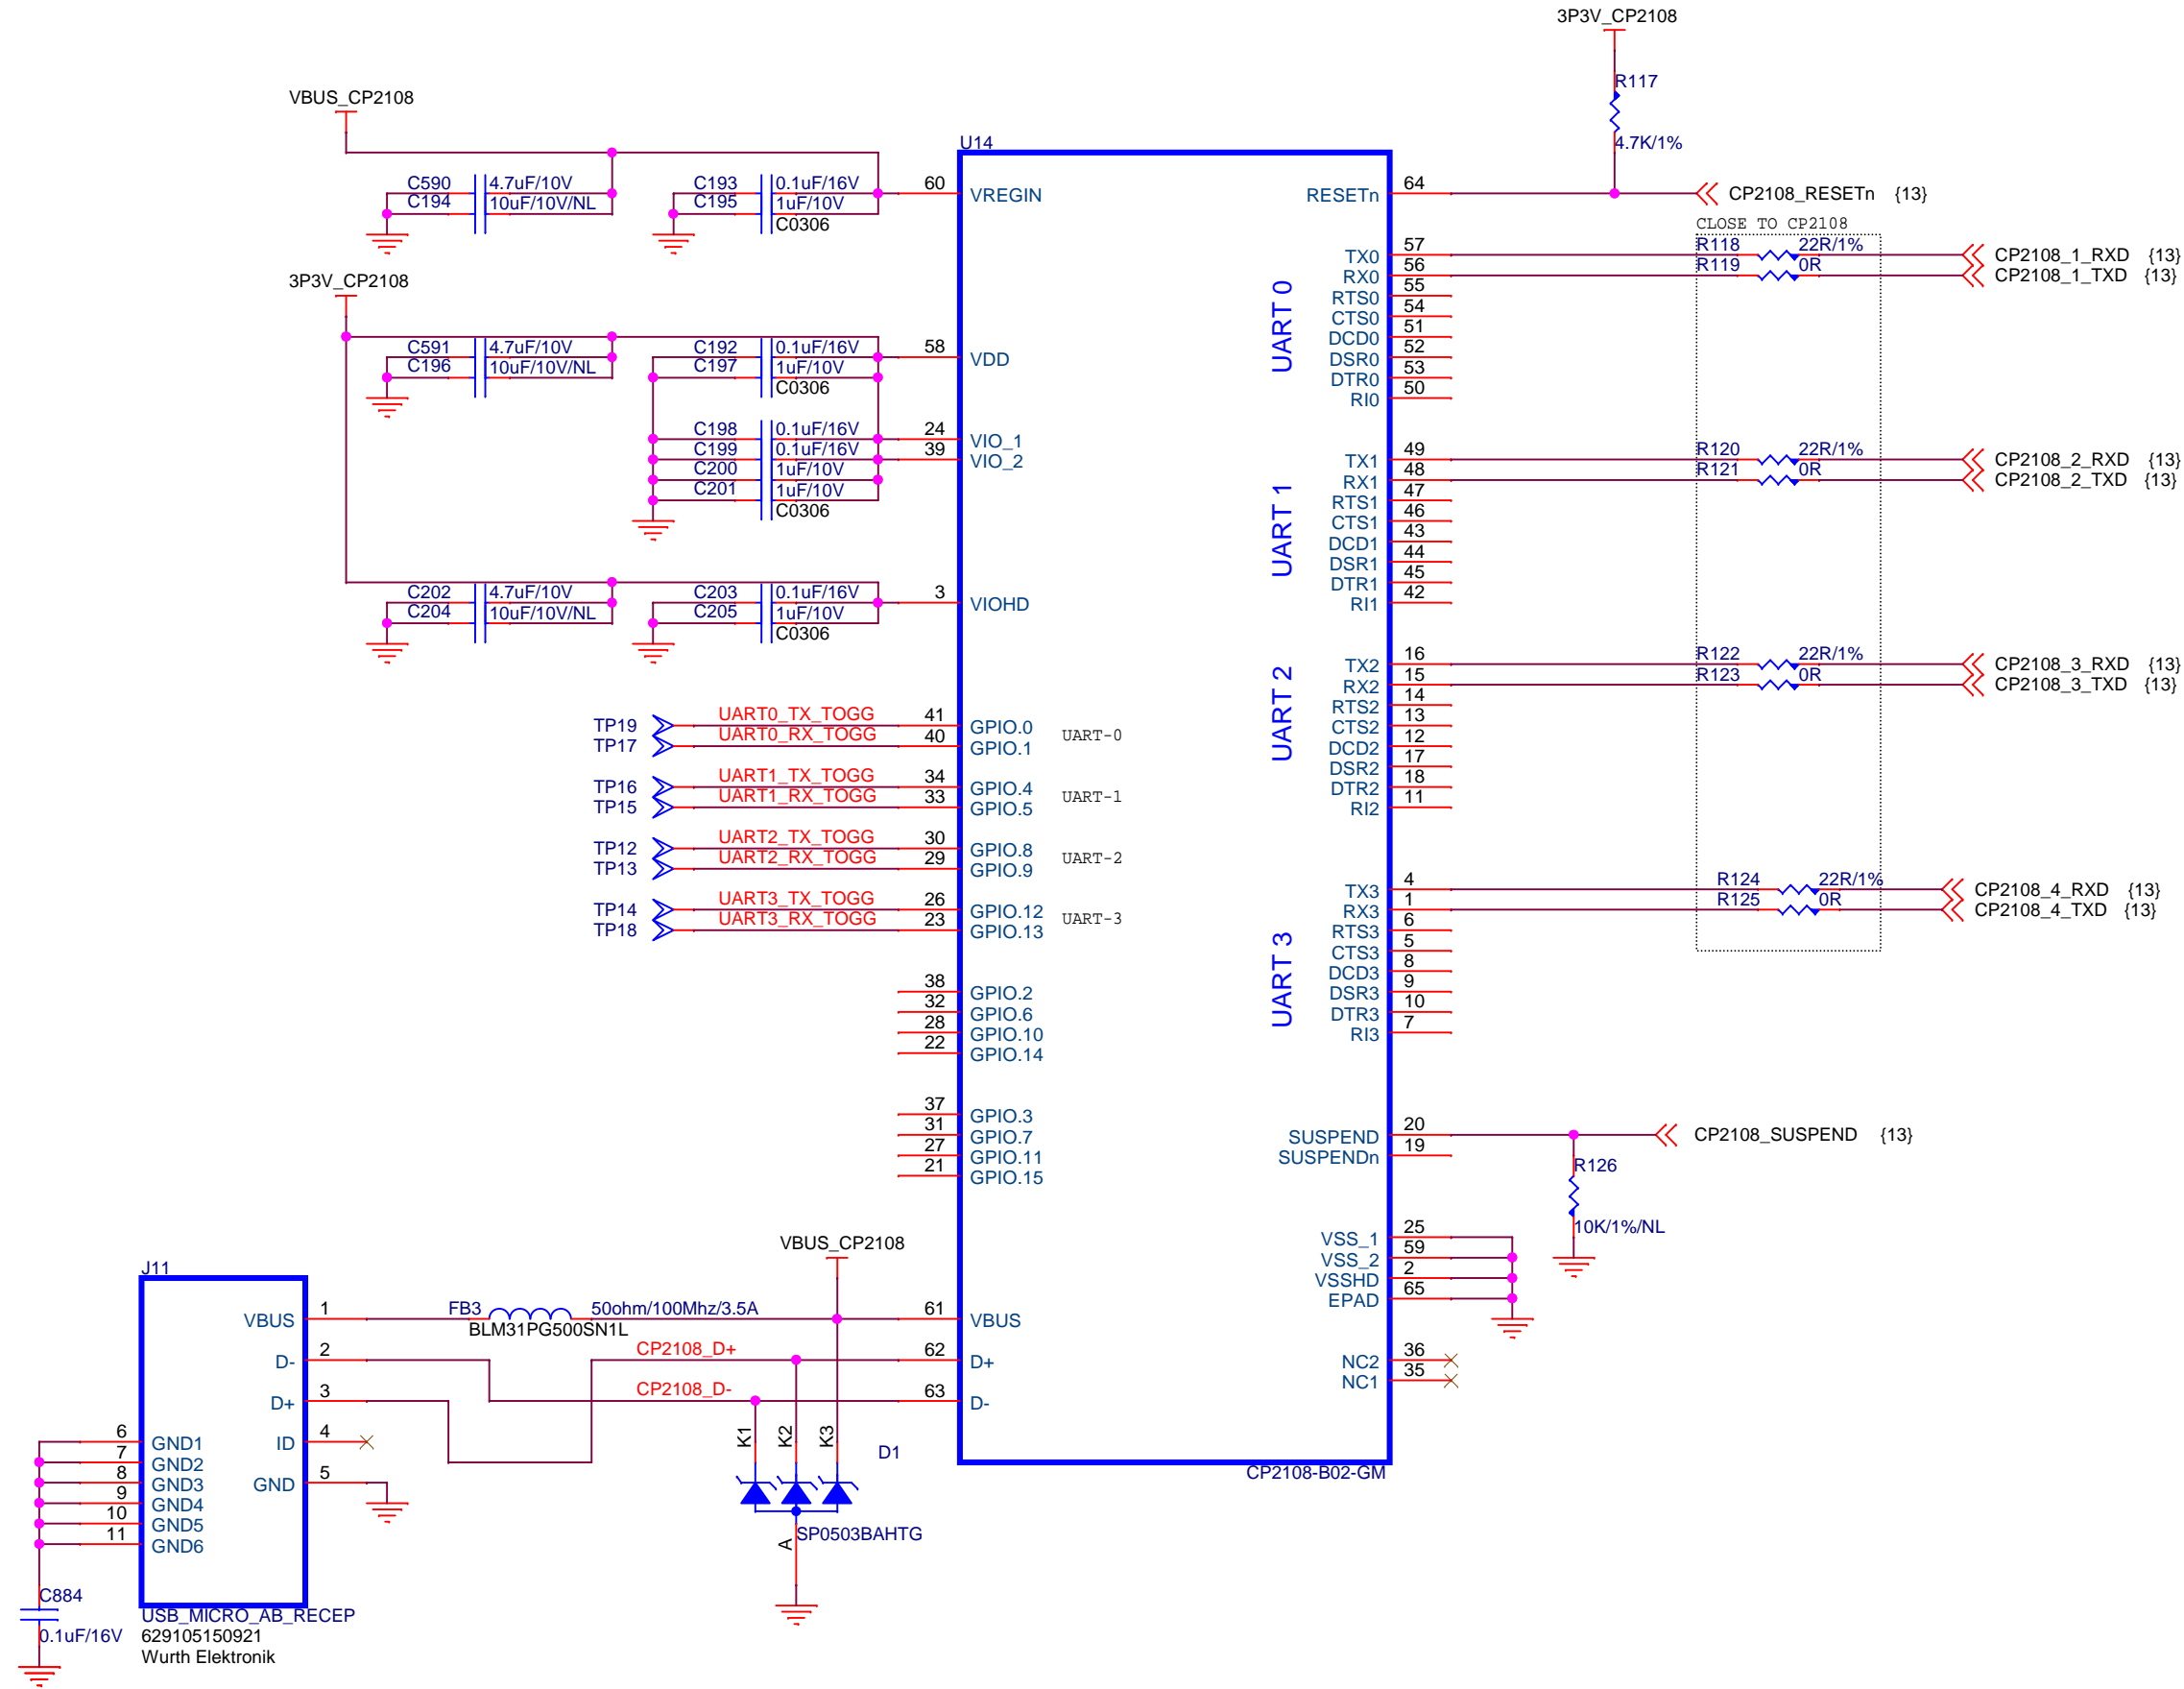 3P3V_CP2108
R117
4.7K/1%
VBUS_CP2108
C590 4.7uF/10V
C194 10uF/10V/NL
C193 0.1uF/16V
C195 1uF/10V
C0306
3P3V_CP2108
C591 4.7uF/10V
C196 10uF/10V/NL
C192 0.1uF/16V
C197 1uF/10V
C0306
C198 0.1uF/16V
C199 0.1uF/16V
C200 1uF/10V
C201 1uF/10V
C0306
C202 4.7uF/10V
C204 10uF/10V/NL
C203 0.1uF/16V
C205 1uF/10V
C0306
U14
60 VREGIN
58 VDD
24 VIO_1
39 VIO_2
3 VIOHD
TP19 UART0_TX_TOGG 41 GPIO.0
TP17 UART0_RX_TOGG 40 GPIO.1
UART-0
TP16 UART1_TX_TOGG 34 GPIO.4
TP15 UART1_RX_TOGG 33 GPIO.5
UART-1
TP12 UART2_TX_TOGG 30 GPIO.8
TP13 UART2_RX_TOGG 29 GPIO.9
UART-2
TP14 UART3_TX_TOGG 26 GPIO.12
TP18 UART3_RX_TOGG 23 GPIO.13
UART-3
38 GPIO.2
32 GPIO.6
28 GPIO.10
22 GPIO.14
37 GPIO.3
31 GPIO.7
27 GPIO.11
21 GPIO.15
VBUS_CP2108
61 VBUS
CP2108_D+ 62 D+
CP2108_D- 63 D-
RESETn 64 CP2108_RESETn {13}
CLOSE TO CP2108
UART 0
TX0 57 R118 22R/1% CP2108_1_RXD {13}
RX0 56 R119 0R CP2108_1_TXD {13}
RTS0 55
CTS0 54
DCD0 51
DSR0 52
DTR0 53
RI0 50
UART 1
TX1 49 R120 22R/1% CP2108_2_RXD {13}
RX1 48 R121 0R CP2108_2_TXD {13}
RTS1 47
CTS1 46
DCD1 43
DSR1 44
DTR1 45
RI1 42
UART 2
TX2 16 R122 22R/1% CP2108_3_RXD {13}
RX2 15 R123 0R CP2108_3_TXD {13}
RTS2 14
CTS2 13
DCD2 12
DSR2 17
DTR2 18
RI2 11
UART 3
TX3 4 R124 22R/1% CP2108_4_RXD {13}
RX3 1 R125 0R CP2108_4_TXD {13}
RTS3 6
CTS3 5
DCD3 8
DSR3 9
DTR3 10
RI3 7
SUSPEND 20 CP2108_SUSPEND {13}
SUSPENDn 19
R126
10K/1%/NL
VSS_1 25
VSS_2 59
VSSHD 2
EPAD 65
NC2 36
NC1 35
CP2108-B02-GM
J11
VBUS 1
D- 2
D+ 3
ID 4
GND 5
6 GND1
7 GND2
8 GND3
9 GND4
10 GND5
11 GND6
FB3 50ohm/100Mhz/3.5A
BLM31PG500SN1L
K1 K2 K3 D1
A SP0503BAHTG
C884
0.1uF/16V
USB_MICRO_AB_RECEP
629105150921
Wurth Elektronik